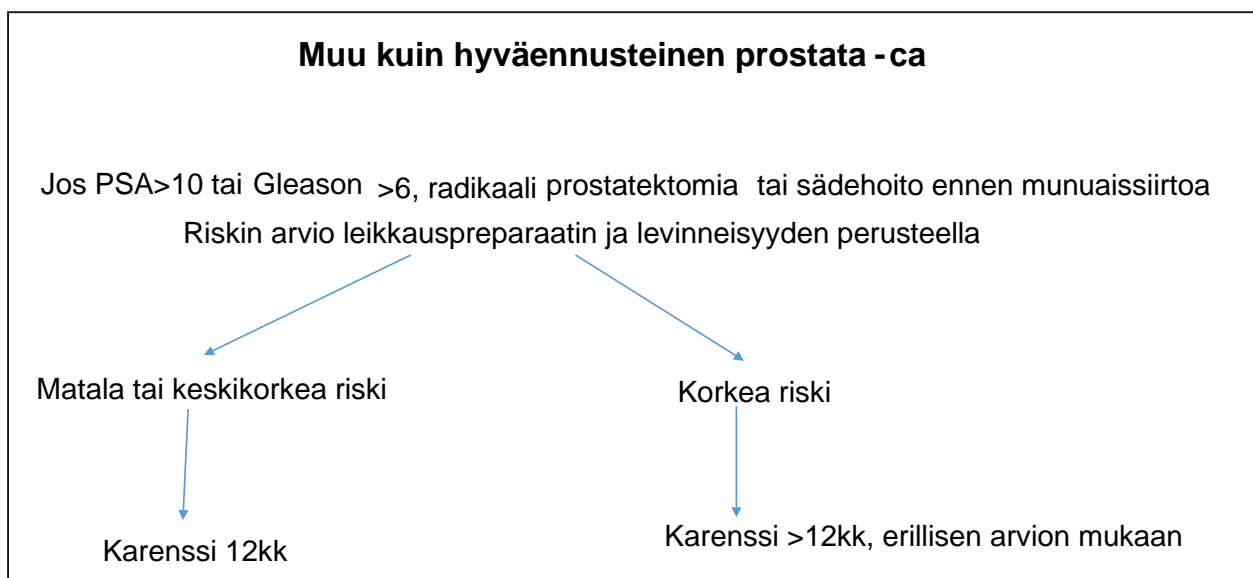 Muu kuin hyväennusteinen prostata -ca
Jos PSA>10 tai Gleason >6, radikaali prostatektomia tai sädehoito ennen munuaissiirtoa
Riskin arvio leikkauspreparaatin ja levinneisyyden perusteella
Matala tai keskikorkea riski
Korkea riski
Karenssi 12kk
Karenssi >12kk, erillisen arvion mukaan